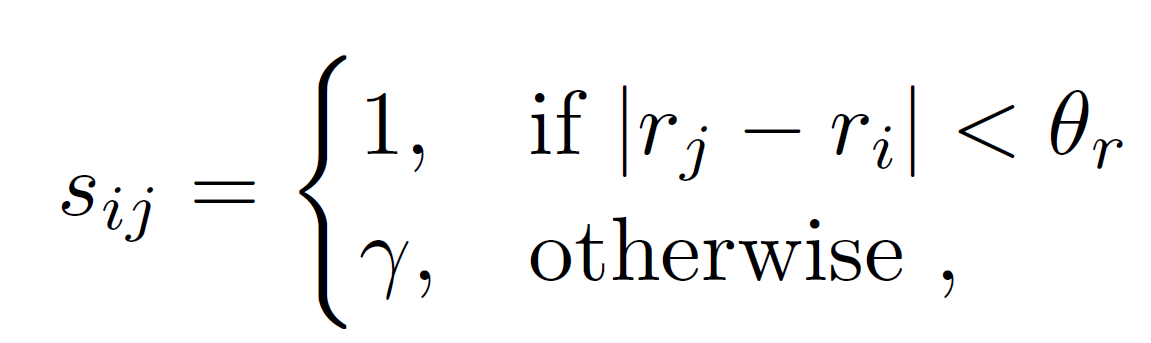 s_{ij} = \begin{cases} 1, & \text{if } |r_j - r_i| < \theta_r \\ \gamma, & \text{otherwise }, \end{cases}